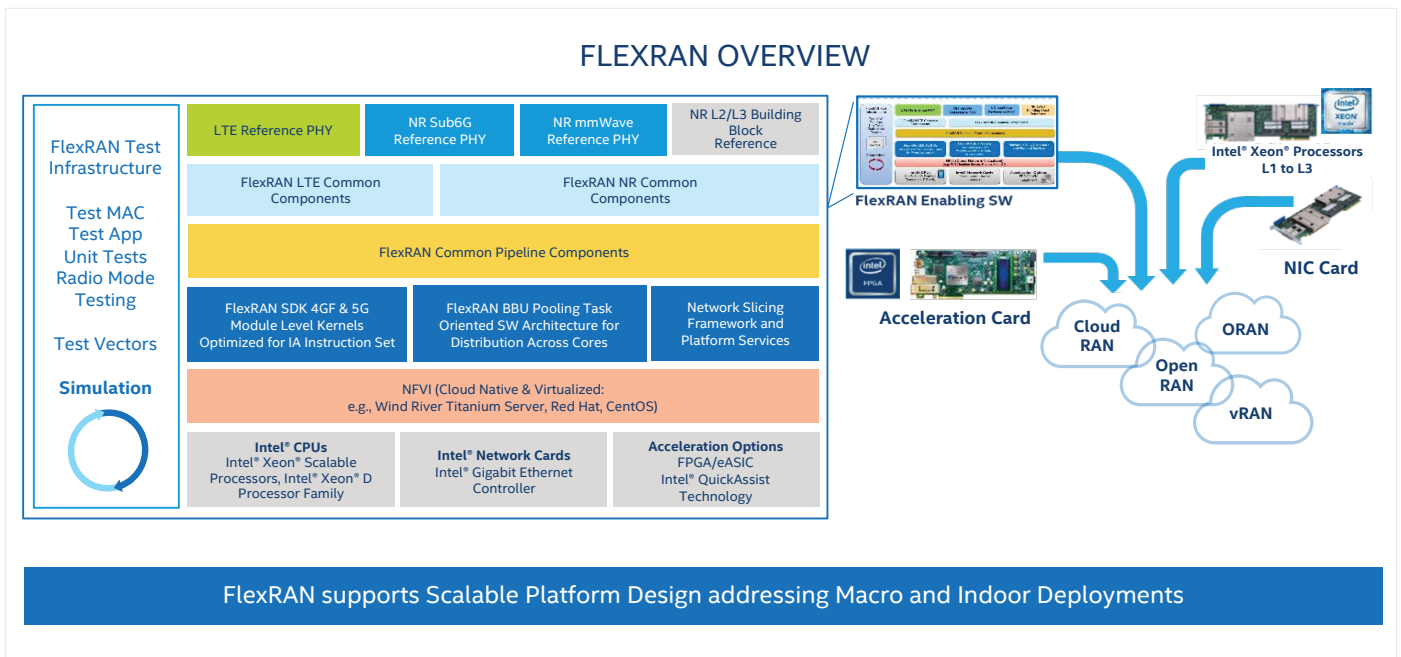 FLEXRAN OVERVIEW
FlexRAN Test
Infrastructure
Test MAC
Test App
Unit Tests
Radio Mode
Testing
Test Vectors
Simulation
LTE Reference PHY
NR Sub6G
Reference PHY
NR mmWave
Reference PHY
NR L2/L3 Building
Block
Reference
FlexRAN LTE Common
Components
FlexRAN NR Common
Components
FlexRAN Common Pipeline Components
FlexRAN SDK 4GF & 5G
Module Level Kernels
Optimized for IA Instruction Set
FlexRAN BBU Pooling Task
Oriented SW Architecture for
Distribution Across Cores
Network Slicing
Framework and
Platform Services
NFVI (Cloud Native & Virtualized:
e.g., Wind River Titanium Server, Red Hat, CentOS)
Intel® CPUs
Intel® Xeon® Scalable
Processors, Intel® Xeon® D
Processor Family
Intel® Network Cards
Intel® Gigabit Ethernet
Controller
Acceleration Options
FPGA/eASIC
Intel® QuickAssist
Technology
FlexRAN Enabling SW
intel
XEON
inside™
Intel® Xeon® Processors
L1 to L3
NIC Card
intel
FPGA
Acceleration Card
Cloud
RAN
ORAN
Open
RAN
vRAN
FlexRAN supports Scalable Platform Design addressing Macro and Indoor Deployments